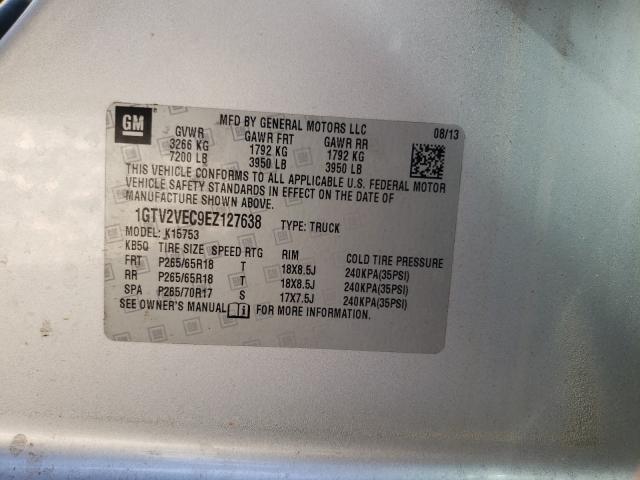 GM
MFD BY GENERAL MOTORS LLC 08/13
GVWR GAWR FRT GAWR RR
3266 KG 1792 KG 1792 KG
7200 LB 3950 LB 3950 LB
THIS VEHICLE CONFORMS TO ALL APPLICABLE U.S. FEDERAL MOTOR
VEHICLE SAFETY STANDARDS IN EFFECT ON THE DATE OF
MANUFACTURE SHOWN ABOVE.
1GTV2VEC9EZ127638 TYPE: TRUCK
MODEL: K15753
KB5Q TIRE SIZE SPEED RTG RIM COLD TIRE PRESSURE
FRT P265/65R18 T 18X8.5J 240KPA(35PSI)
RR P265/65R18 T 18X8.5J 240KPA(35PSI)
SPA P265/70R17 S 17X7.5J 240KPA(35PSI)
SEE OWNER'S MANUAL FOR MORE INFORMATION.